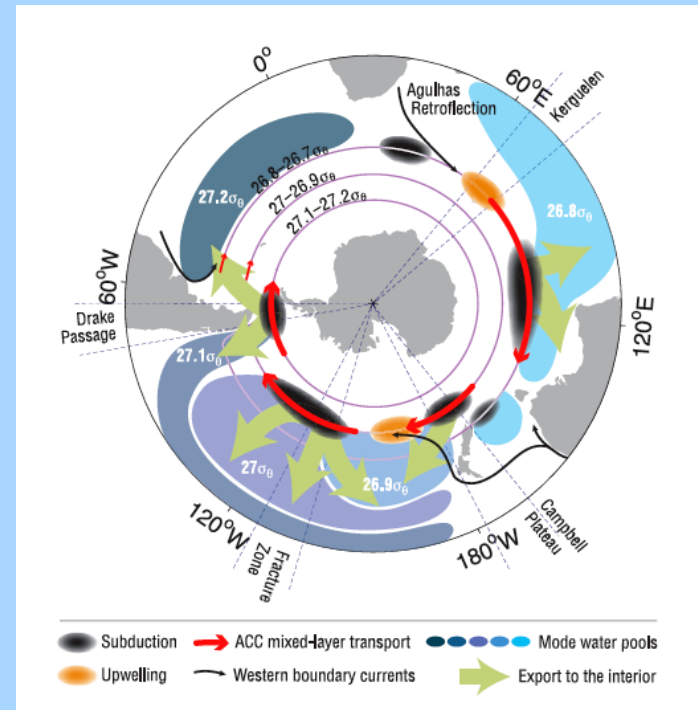 0°
Agulhas
Retroflection
60°E
Kerguelen
26.8–26.7σθ
27–26.9σθ
27.1–27.2σθ
27.2σθ
26.8σθ
60°W
Drake
Passage
120°E
27.1σθ
27σθ
26.9σθ
120°W
Fracture
Zone
180°W
Campbell
Plateau
Subduction
ACC mixed-layer transport
Mode water pools
Upwelling
Western boundary currents
Export to the interior